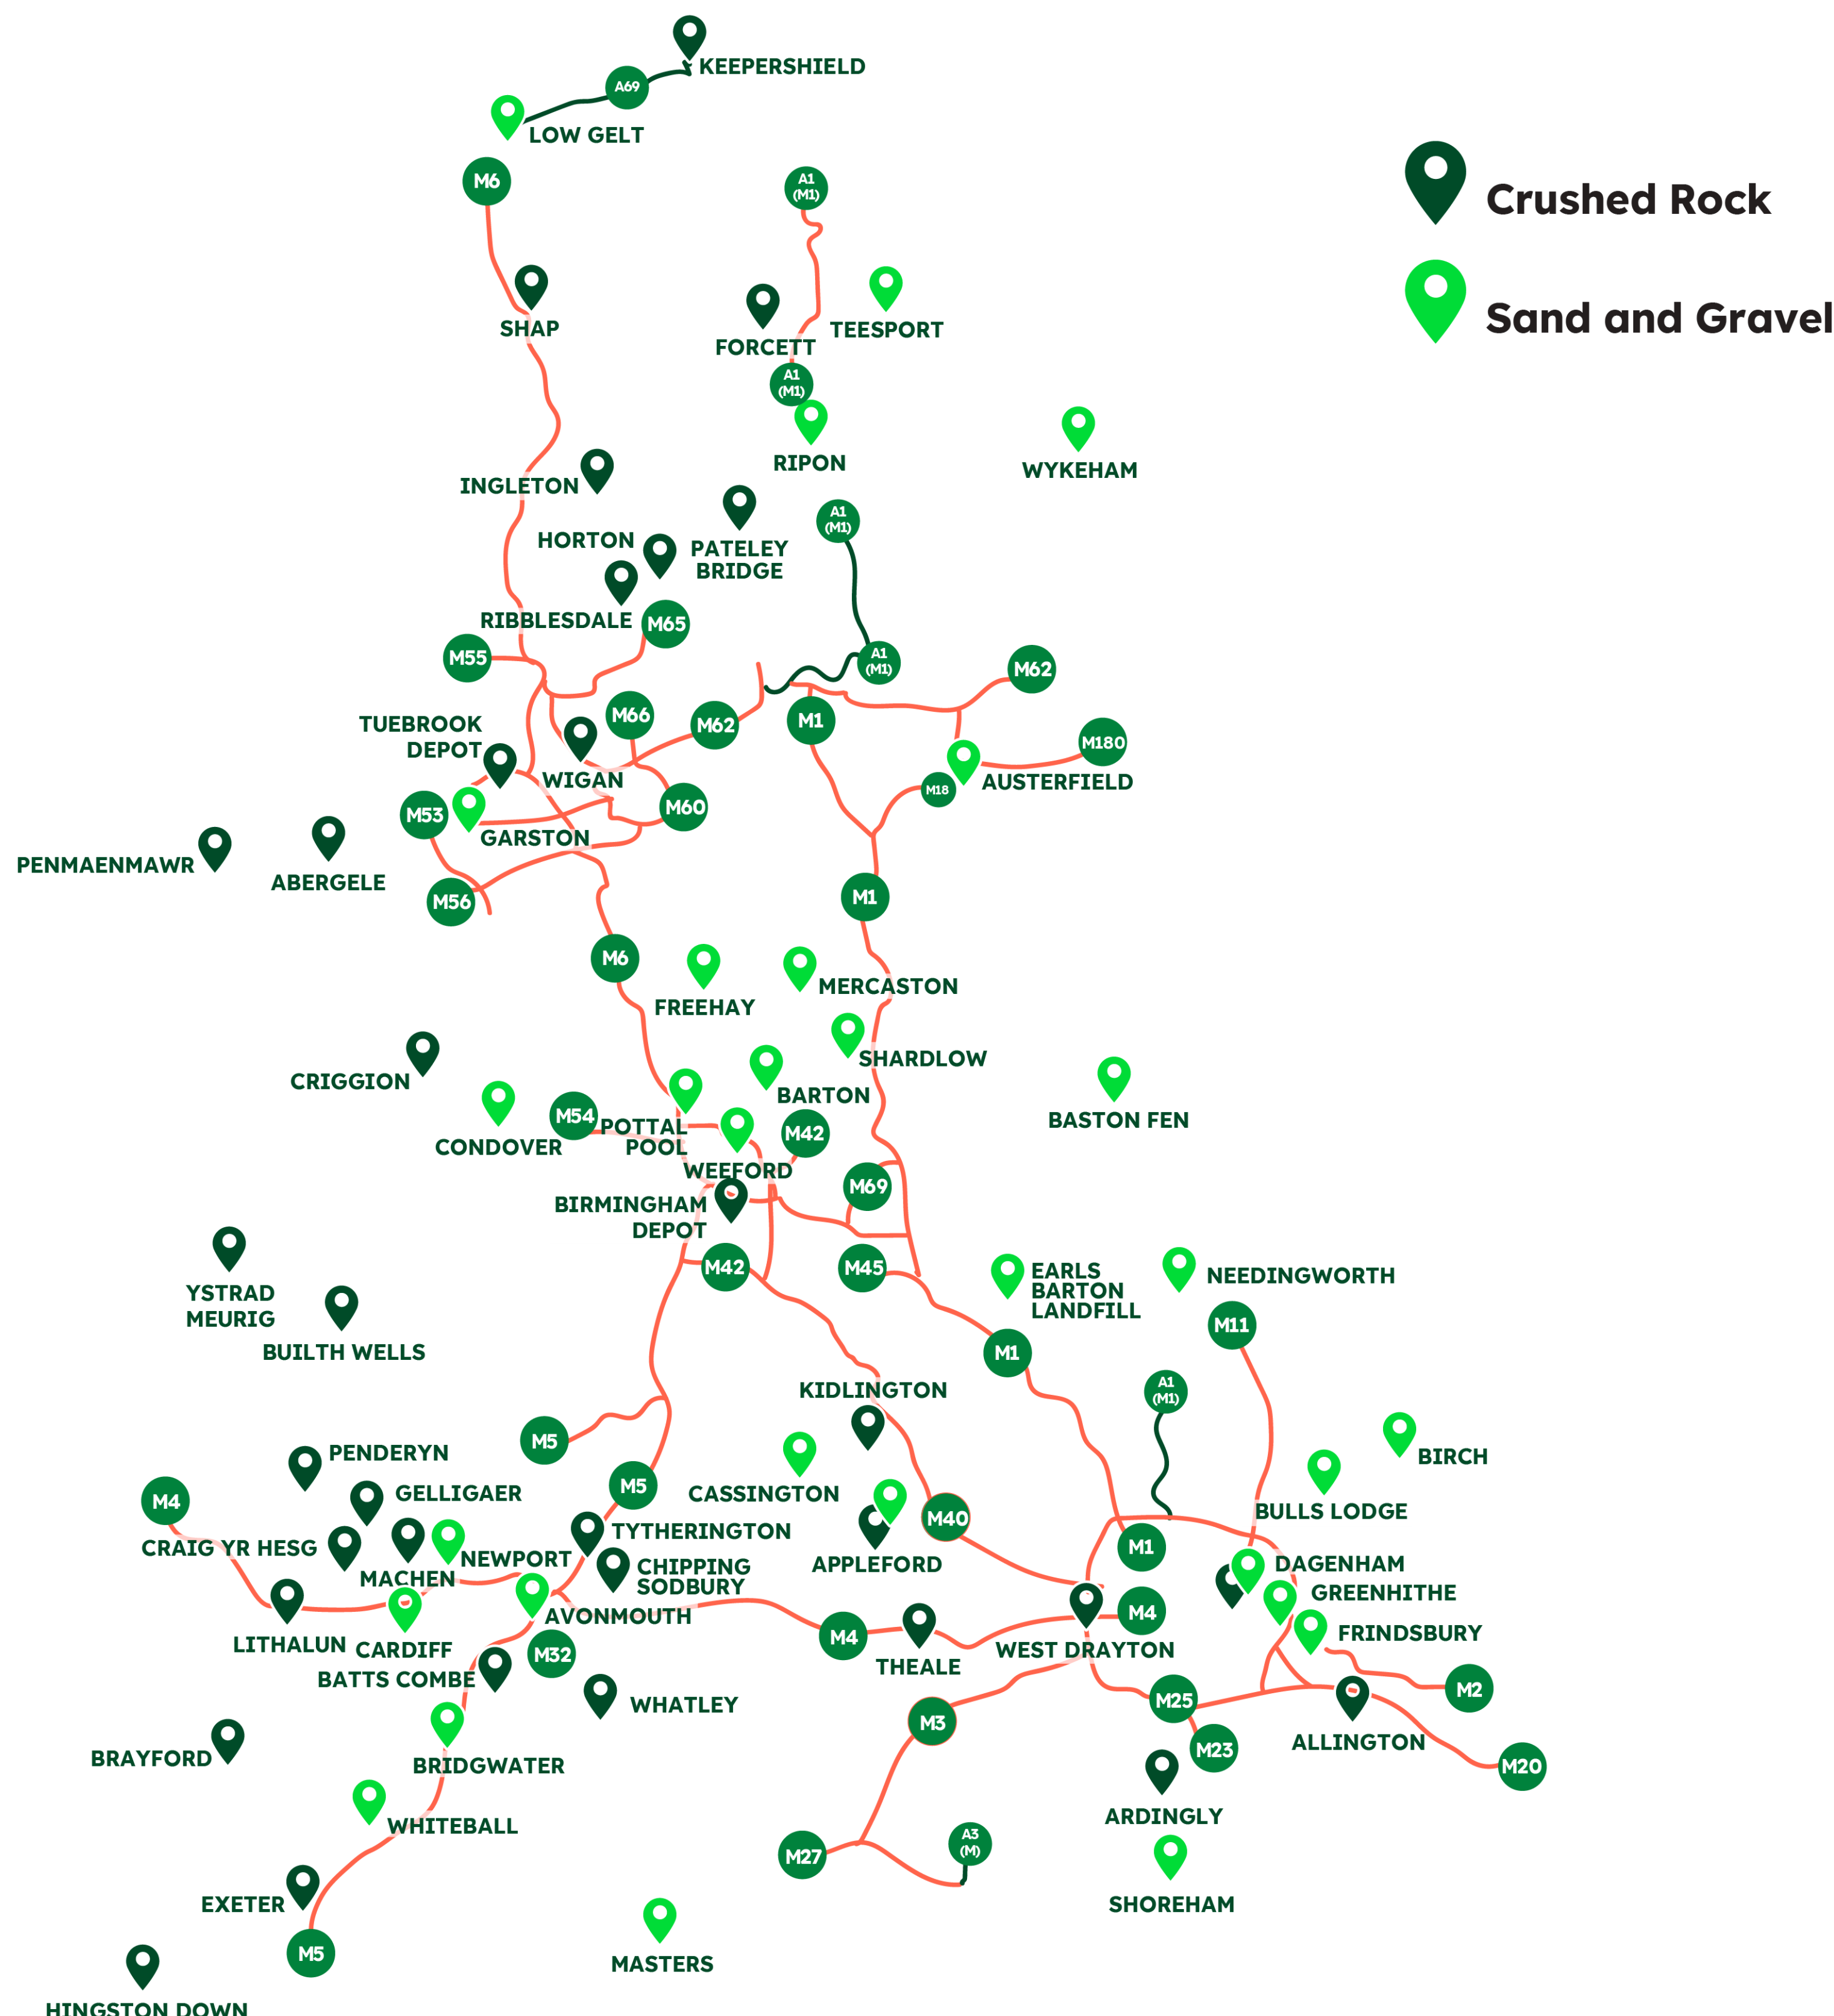 KEEPERSHIELD
A69
LOW GELT
M6
A1
(M1)
Crushed Rock
Sand and Gravel
SHAP
FORCETT
TEESPORT
A1
(M1)
RIPON
WYKEHAM
INGLETON
A1
(M1)
HORTON
PATELEY
BRIDGE
RIBBLESDALE
M65
M55
A1
(M1)
M62
TUEBROOK
DEPOT
M66
M62
M1
M180
WIGAN
AUSTERFIELD
M18
M53
M60
GARSTON
PENMAENMAWR
ABERGELE
M56
M1
M6
FREEHAY
MERCASTON
SHARDLOW
CRIGGION
BARTON
CONDOVER
M54
POTTAL
POOL
M42
BASTON FEN
WEEFORD
M69
BIRMINGHAM
DEPOT
M42
M45
EARLS
BARTON
LANDFILL
NEEDINGWORTH
YSTRAD
MEURIG
BUILTH WELLS
M11
M1
KIDLINGTON
A1
(M1)
M5
PENDERYN
BIRCH
M4
GELLIGAER
M5
CASSINGTON
BULLS LODGE
M40
CRAIG YR HESG
TYTHERINGTON
NEWPORT
MACHEN
CHIPPING
SODBURY
APPLEFORD
M1
DAGENHAM
GREENHITHE
AVONMOUTH
M4
M4
FRINDSBURY
LITHALUN
CARDIFF
M32
WEST DRAYTON
THEALE
BATTS COMBE
WHATLEY
M25
M2
M3
ALLINGTON
BRAYFORD
BRIDGWATER
M23
M20
ARDINGLY
WHITEBALL
A3
(M)
M27
EXETER
SHOREHAM
M5
MASTERS
HINGSTON DOWN